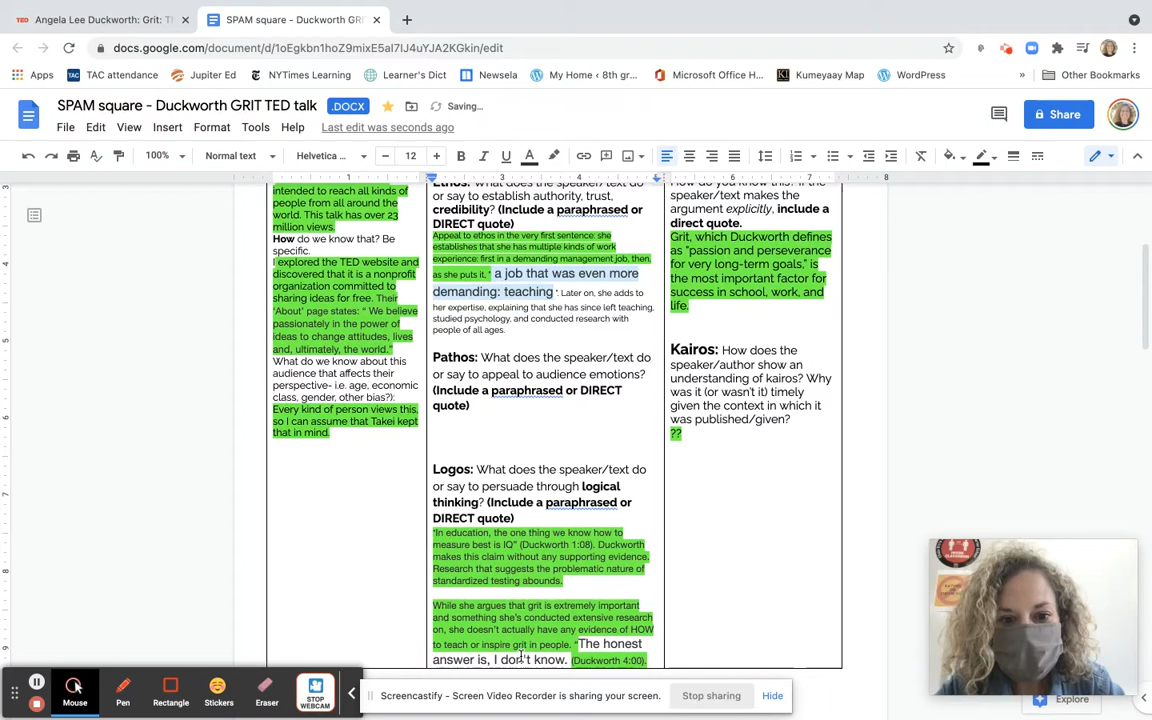 Angela Lee Duckworth: Grit: T
SPAM square - Duckworth GRI
docs.google.com/document/d/1oEgkbn1hoZ9mixE5aI7IJ4uYJA2KGkin/edit
Apps
TAC
TAC attendance
Jupiter Ed
NYTimes Learning
Learner's Dict
Newsela
My Home ‹ 8th gr...
Microsoft Office H...
Kumeyaay Map
WordPress
»
Other Bookmarks
SPAM square - Duckworth GRIT TED talk
.DOCX
Saving...
File Edit View Insert Format Tools Help
Last edit was seconds ago
Share
100%
Normal text
Helvetica ...
12
intended to reach all kinds of
people from all around the
world. This talk has over 23
million views.
How do we know that? Be
specific.
I explored the TED website and
discovered that it is a nonprofit
organization committed to
sharing ideas for free. Their
'About' page states: " We believe
passionately in the power of
ideas to change attitudes, lives
and, ultimately, the world."
What do we know about this
audience that affects their
perspective- i.e. age, economic
class, gender, other bias?):
Every kind of person views this,
so I can assume that Takei kept
that in mind.
Ethos: What does the speaker/text do
or say to establish authority, trust,
credibility? (Include a paraphrased or
DIRECT quote)
Appeal to ethos in the very first sentence: she
establishes that she has multiple kinds of work
experience: first in a demanding management job, then,
as she puts it, " a job that was even more
demanding: teaching ". Later on, she adds to
her expertise, explaining that she has since left teaching,
studied psychology, and conducted research with
people of all ages.
Pathos: What does the speaker/text do
or say to appeal to audience emotions?
(Include a paraphrased or DIRECT
quote)
Logos: What does the speaker/text do
or say to persuade through logical
thinking? (Include a paraphrased or
DIRECT quote)
"In education, the one thing we know how to
measure best is IQ" (Duckworth 1:08). Duckworth
makes this claim without any supporting evidence.
Research that suggests the problematic nature of
standardized testing abounds.
While she argues that grit is extremely important
and something she's conducted extensive research
on, she doesn't actually have any evidence of HOW
to teach or inspire grit in people. "The honest
answer is, I don't know. (Duckworth 4:00).
How do you know this? If the
speaker/text makes the
argument explicitly, include a
direct quote.
Grit, which Duckworth defines
as "passion and perseverance
for very long-term goals," is
the most important factor for
success in school, work, and
life.
Kairos: How does the
speaker/author show an
understanding of kairos? Why
was it (or wasn't it) timely
given the context in which it
was published/given?
??
Mouse
Pen
Rectangle
Stickers
Eraser
STOP
WEBCAM
Screencastify - Screen Video Recorder is sharing your screen.
Stop sharing
Hide
Explore